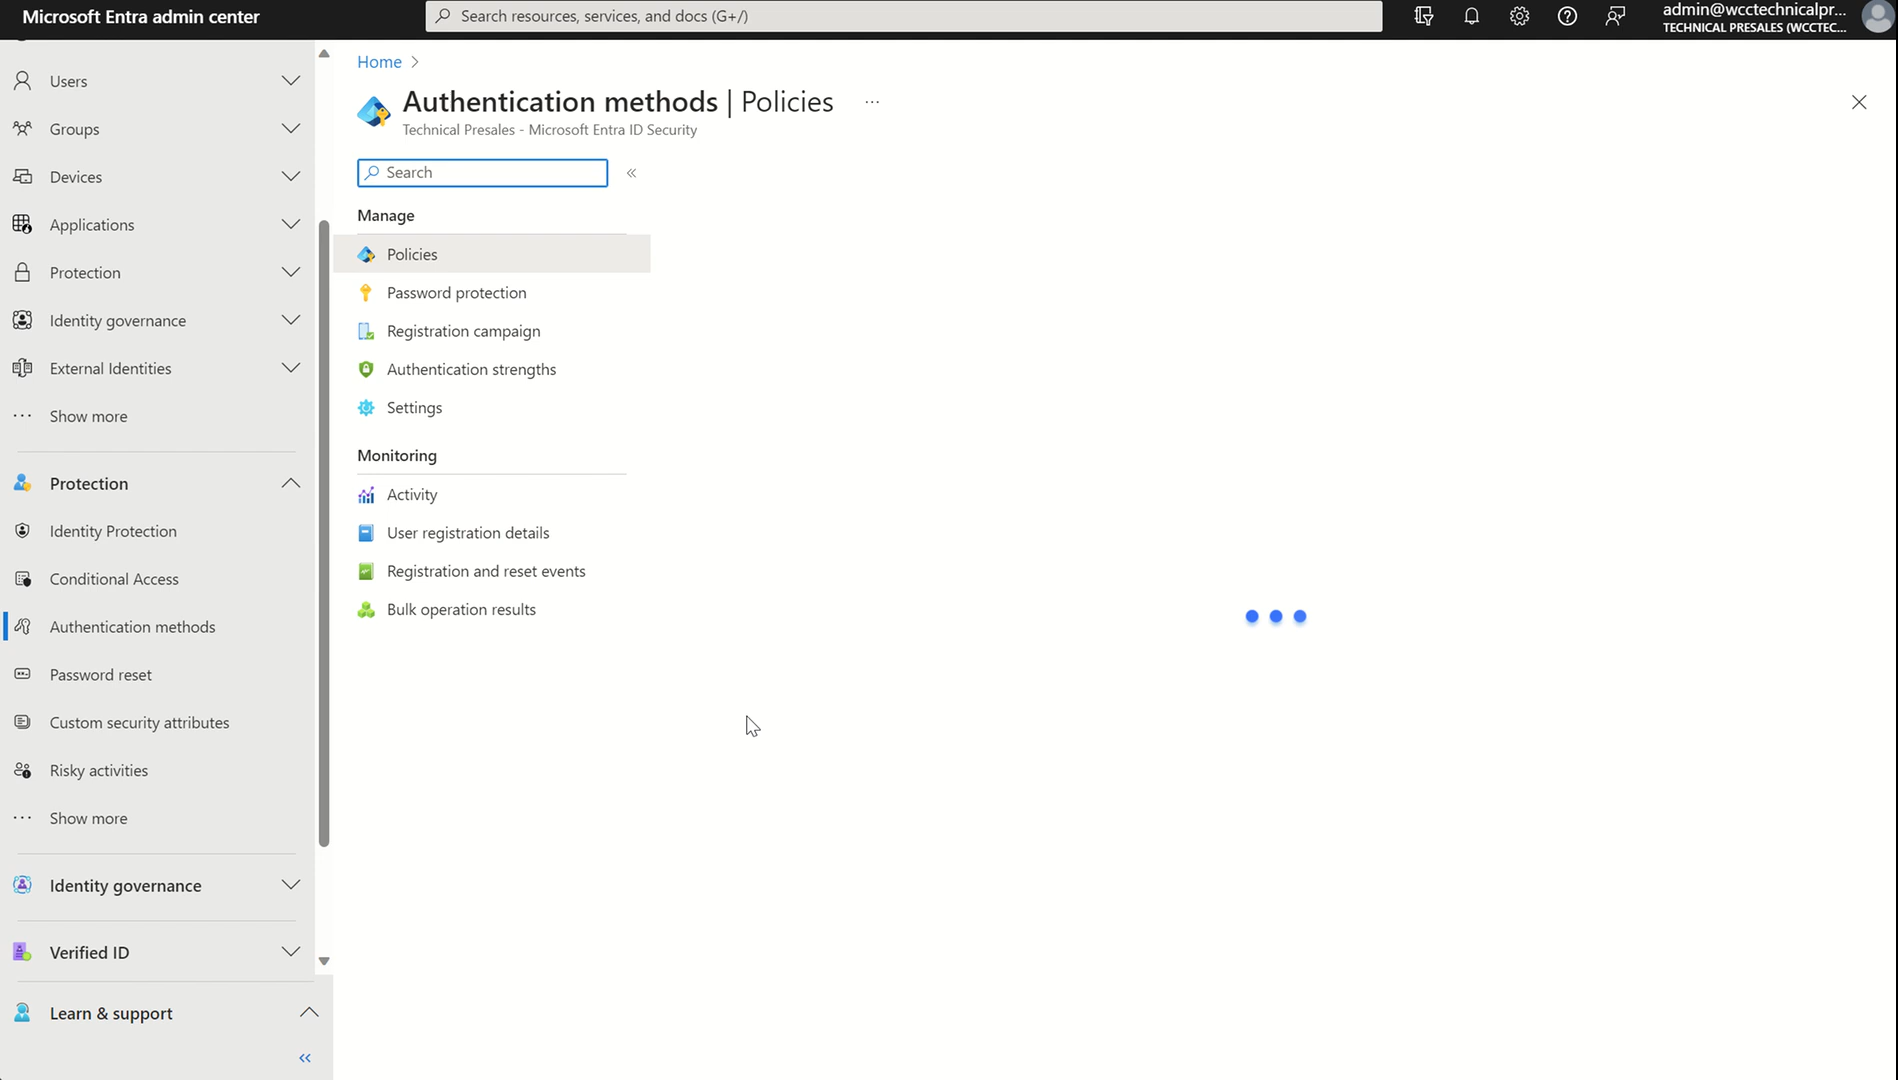 Microsoft Entra admin center
Search resources, services, and docs (G+/)
admin@wcctechnicalpr...
TECHNICAL PRESALES (WCCTEC...
Users
Groups
Devices
Applications
Protection
Identity governance
External Identities
Show more
Protection
Identity Protection
Conditional Access
Authentication methods
Password reset
Custom security attributes
Risky activities
Show more
Identity governance
Verified ID
Learn & support
Home
Authentication methods | Policies
Technical Presales - Microsoft Entra ID Security
Search
Manage
Policies
Password protection
Registration campaign
Authentication strengths
Settings
Monitoring
Activity
User registration details
Registration and reset events
Bulk operation results